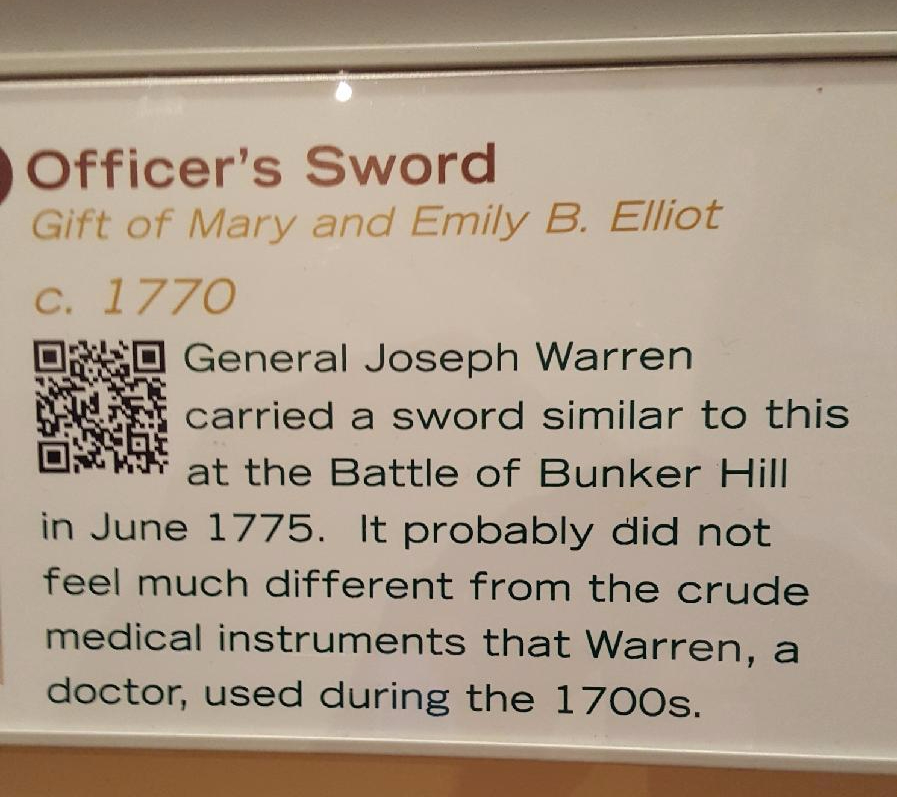 Officer's Sword
Gift of Mary and Emily B. Elliot
c. 1770
General Joseph Warren
carried a sword similar to this
at the Battle of Bunker Hill
in June 1775. It probably did not
feel much different from the crude
medical instruments that Warren, a
doctor, used during the 1700s.